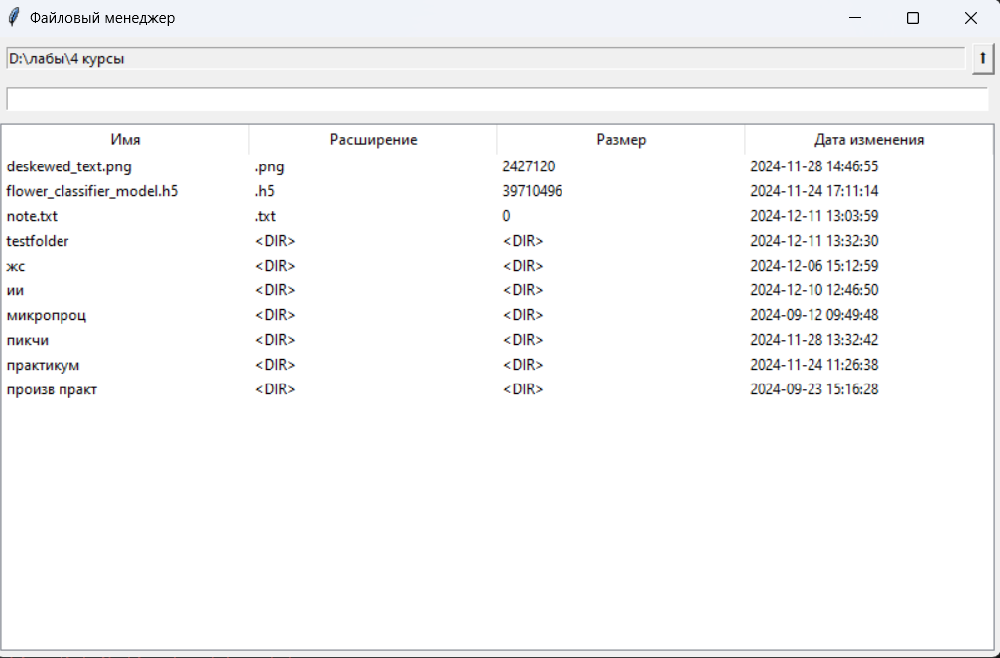 Файловый менеджер
D:\лабы\4 курсы
Имя Расширение Размер Дата изменения
deskewed_text.png .png 2427120 2024-11-28 14:46:55
flower_classifier_model.h5 .h5 39710496 2024-11-24 17:11:14
note.txt .txt 0 2024-12-11 13:03:59
testfolder <DIR> <DIR> 2024-12-11 13:32:30
жс <DIR> <DIR> 2024-12-06 15:12:59
ии <DIR> <DIR> 2024-12-10 12:46:50
микропроц <DIR> <DIR> 2024-09-12 09:49:48
пикчи <DIR> <DIR> 2024-11-28 13:32:42
практикум <DIR> <DIR> 2024-11-24 11:26:38
произв практ <DIR> <DIR> 2024-09-23 15:16:28